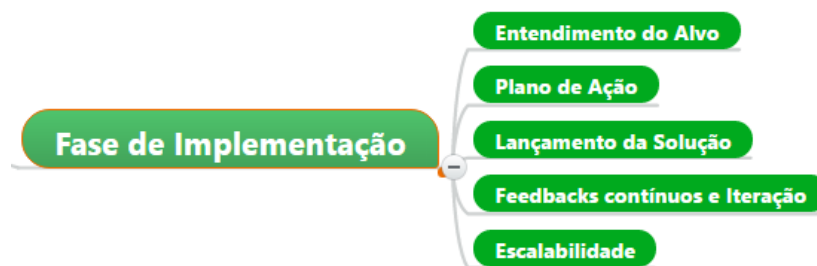 Fase de Implementação
Entendimento do Alvo
Plano de Ação
Lançamento da Solução
Feedbacks contínuos e Iteração
Escalabilidade